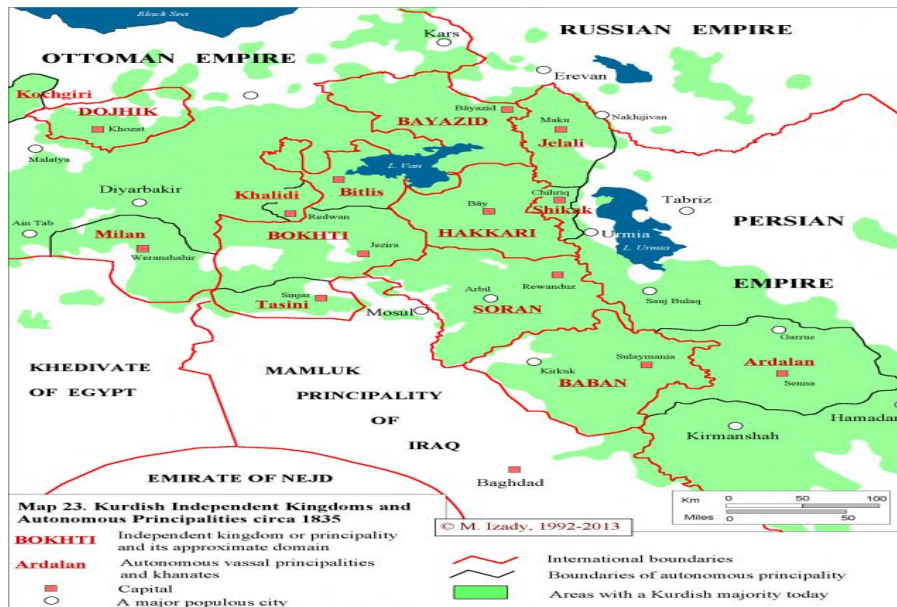 Black Sea
Kars
RUSSIAN EMPIRE
OTTOMAN EMPIRE
Erevan
Kochgiri
DOJHIK
Khozat
Bâyazid
BAYAZID
Maku
Nakhijivan
Jelali
Malatya
L. Van
Diyarbakir
Khalidi
Bitlis
Chihriq
Shikak
Tabriz
Bây
Redwan
Ain Tab
Milan
BOKHTI
HAKKARI
Urmia
PERSIAN
Weranshahir
Jezira
L. Urmia
EMPIRE
Rewanduz
Sinjar
Tasini
Arbil
Mosul
SORAN
Sauj Bulaq
Garrus
KHEDIVATE
OF EGYPT
MAMLUK
PRINCIPALITY
OF
IRAQ
Kirkuk
Sulaymania
BABAN
Ardalan
Senna
Hamadan
Kirmanshah
EMIRATE OF NEJD
Baghdad
Km 0 50 100
Miles 0 50
Map 23. Kurdish Independent Kingdoms and
Autonomous Principalities circa 1835
© M. Izady, 1992-2013
BOKHTI Independent kingdom or principality
and its approximate domain
Ardalan Autonomous vassal principalities
and khanates
Capital
A major populous city
International boundaries
Boundaries of autonomous principality
Areas with a Kurdish majority today